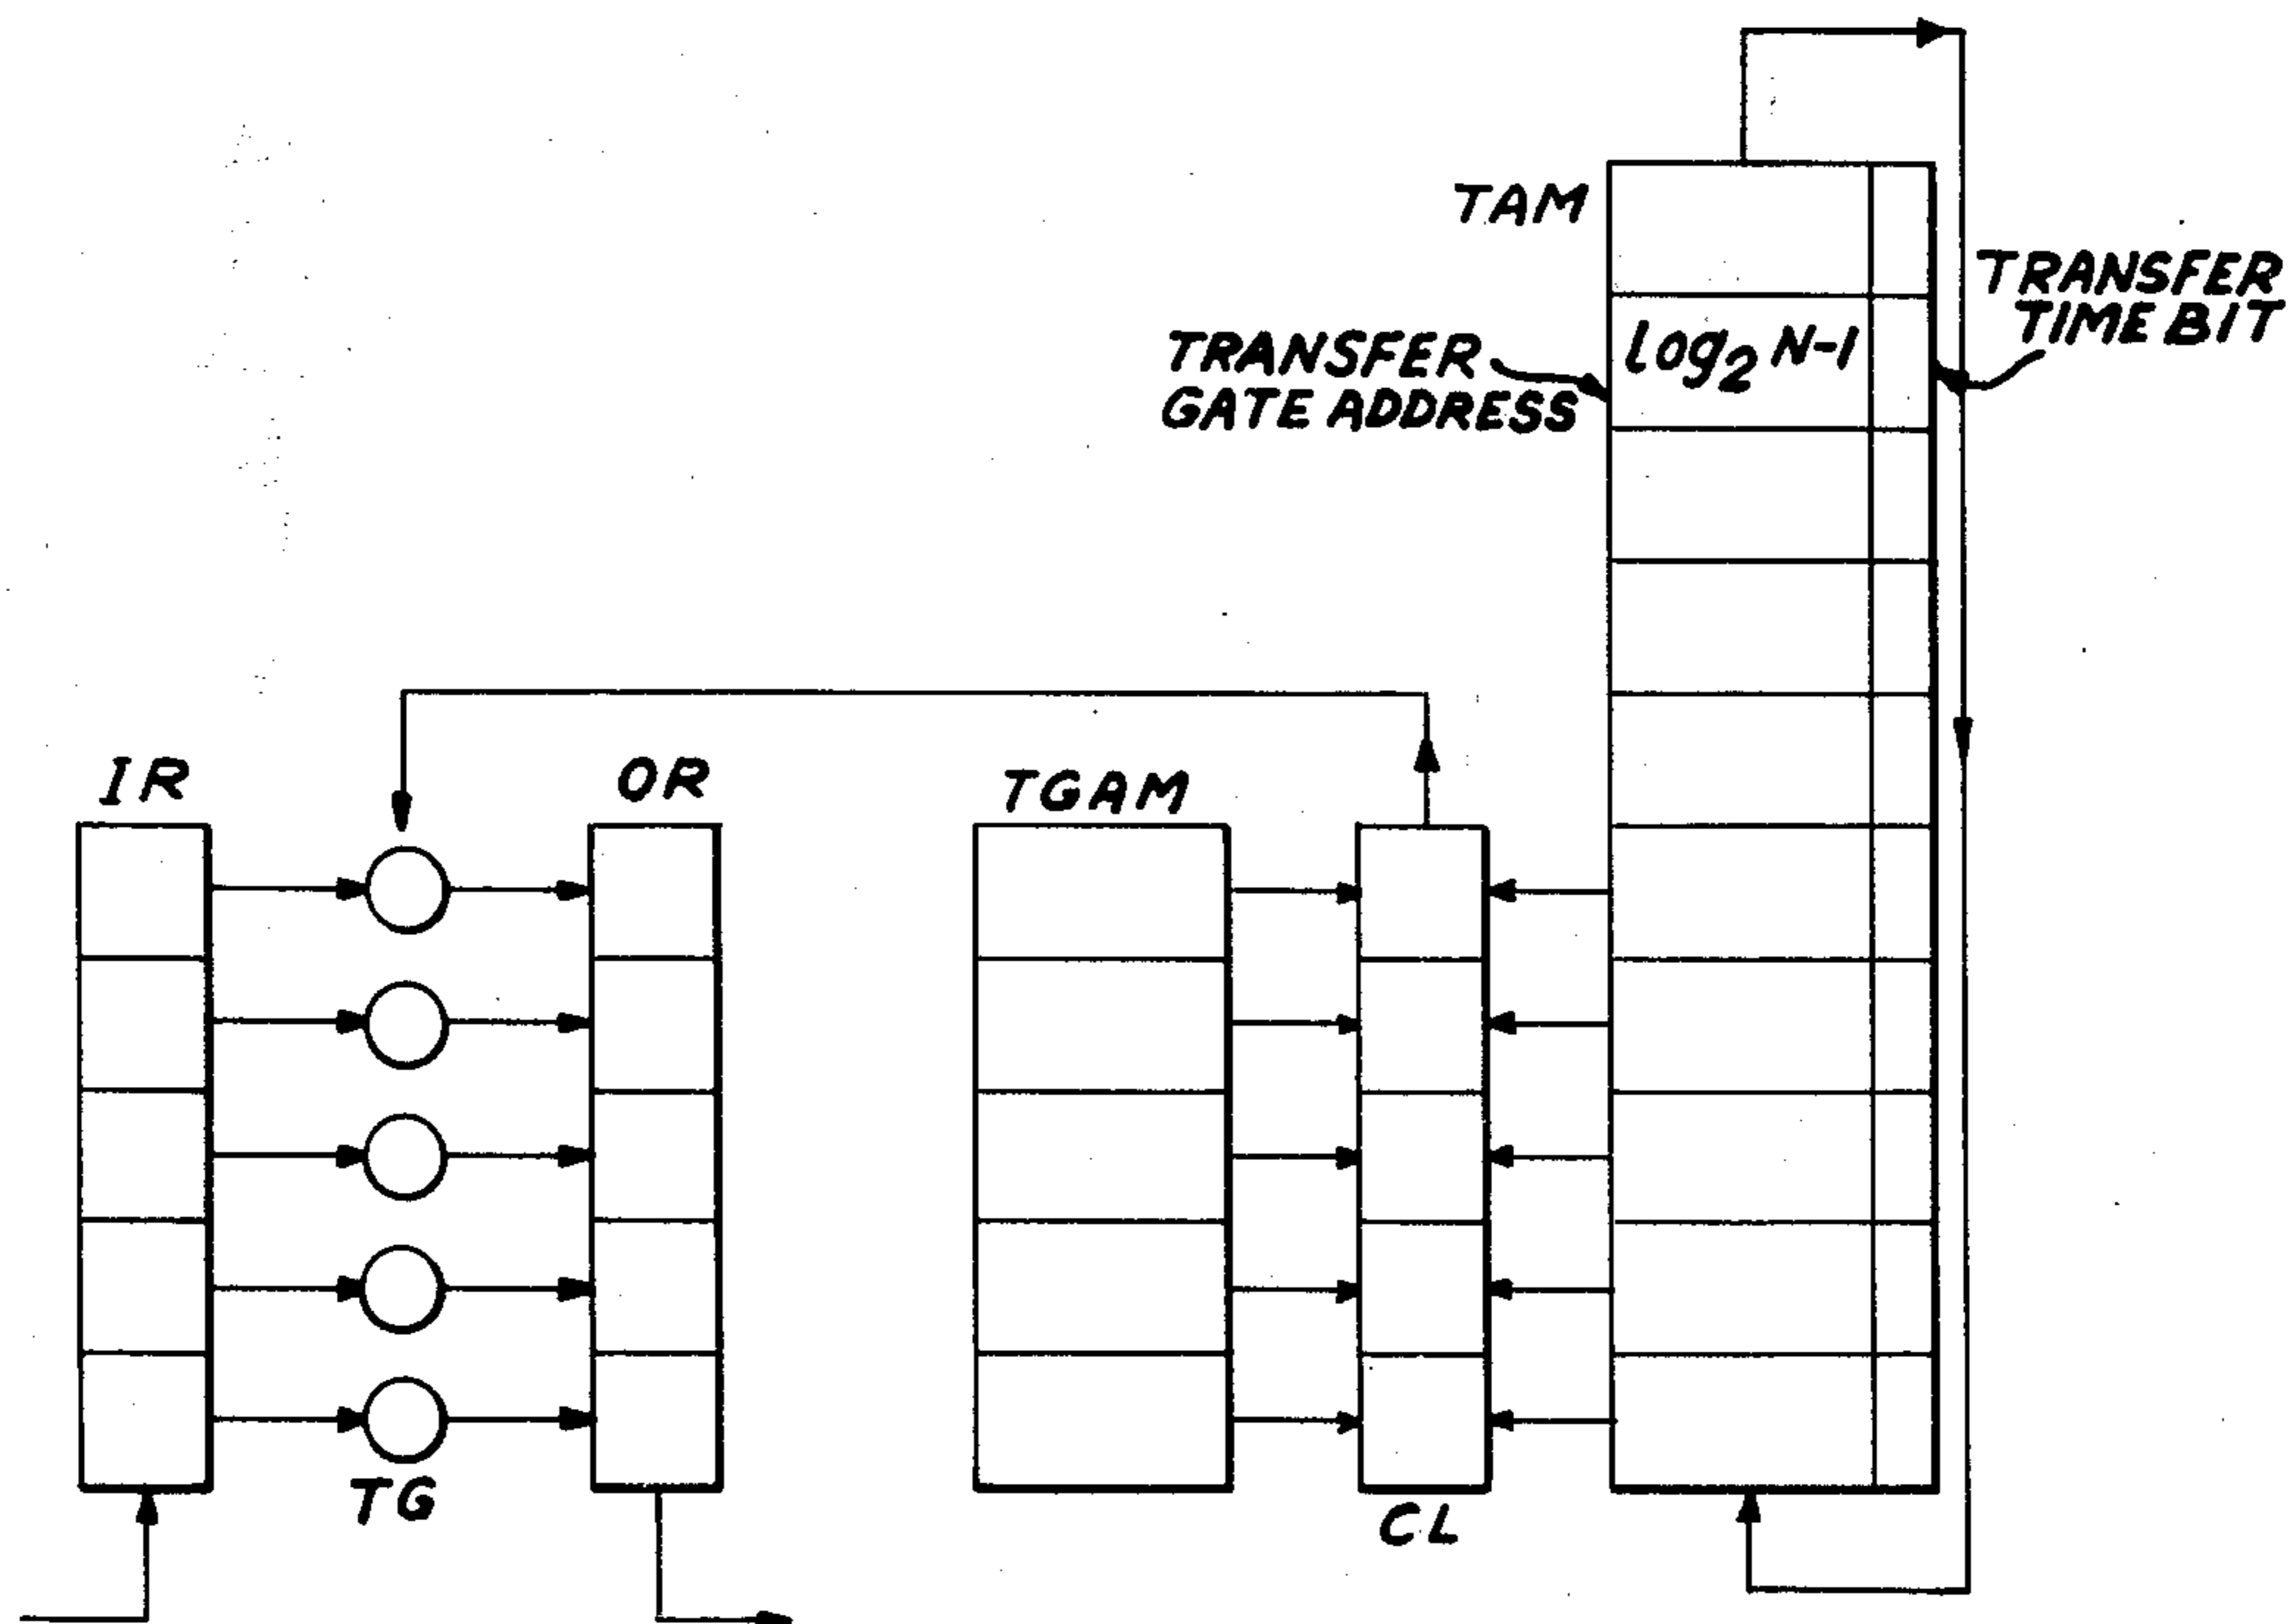 TAM
TRANSFER
TIME BIT
TRANSFER
GATE ADDRESS
log₂ N-1
IR
OR
TGAM
TG
CL